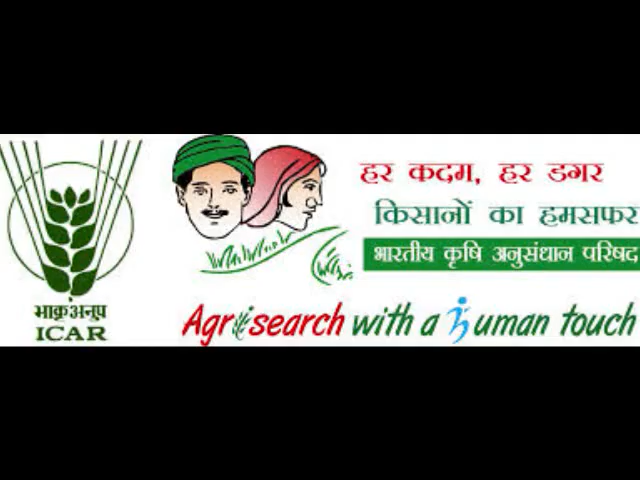 हर कदम, हर डगर
किसानों का हमसफर
भारतीय कृषि अनुसंधान परिषद
भाकृअनुप
ICAR
Agrisearch with a human touch